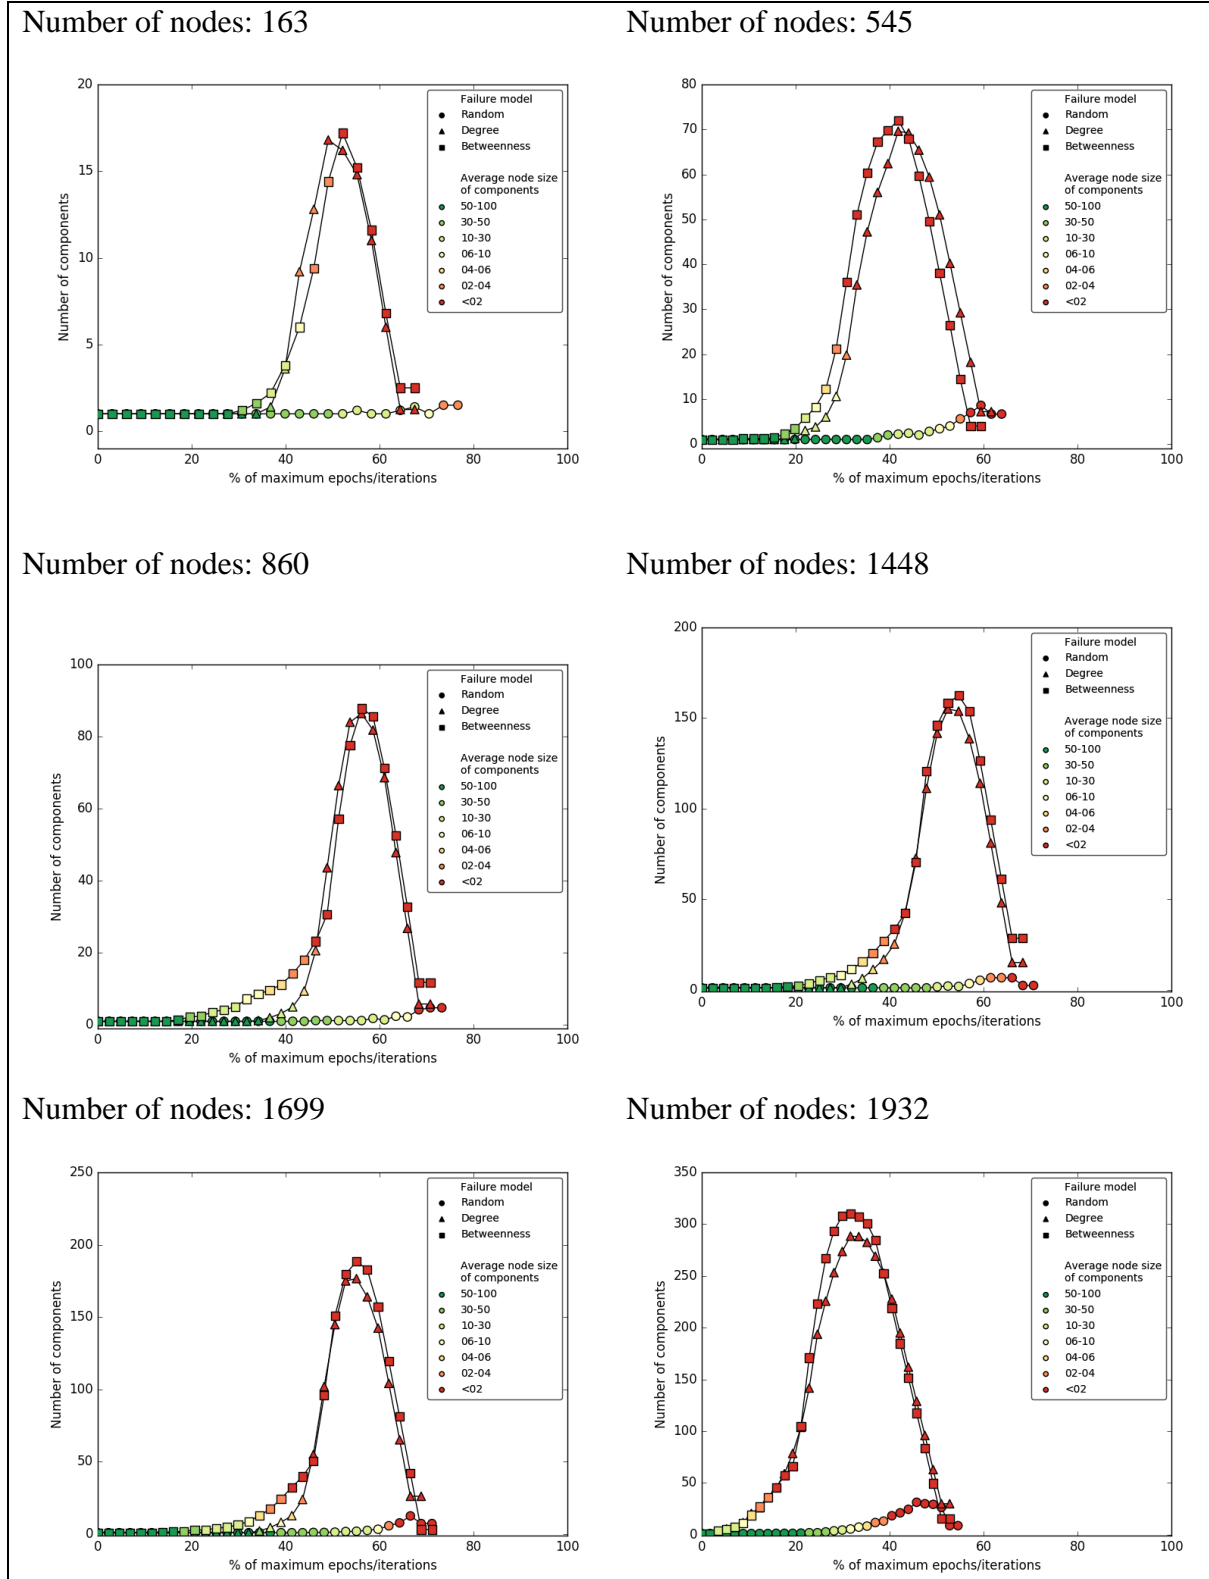 Number of nodes: 163
20
15
10
5
0
0
20
40
60
80
100
Number of components
% of maximum epochs/iterations
Failure model
Random
Degree
Betweenness
Average node size
of components
50-100
30-50
10-30
06-10
04-06
02-04
<02
Number of nodes: 545
80
70
60
50
40
30
20
10
0
0
20
40
60
80
100
Number of components
% of maximum epochs/iterations
Failure model
Random
Degree
Betweenness
Average node size
of components
50-100
30-50
10-30
06-10
04-06
02-04
<02
Number of nodes: 860
100
80
60
40
20
0
0
20
40
60
80
100
Number of components
% of maximum epochs/iterations
Failure model
Random
Degree
Betweenness
Average node size
of components
50-100
30-50
10-30
06-10
04-06
02-04
<02
Number of nodes: 1448
200
150
100
50
0
0
20
40
60
80
100
Number of components
% of maximum epochs/iterations
Failure model
Random
Degree
Betweenness
Average node size
of components
50-100
30-50
10-30
06-10
04-06
02-04
<02
Number of nodes: 1699
250
200
150
100
50
0
0
20
40
60
80
100
Number of components
% of maximum epochs/iterations
Failure model
Random
Degree
Betweenness
Average node size
of components
50-100
30-50
10-30
06-10
04-06
02-04
<02
Number of nodes: 1932
350
300
250
200
150
100
50
0
0
20
40
60
80
100
Number of components
% of maximum epochs/iterations
Failure model
Random
Degree
Betweenness
Average node size
of components
50-100
30-50
10-30
06-10
04-06
02-04
<02